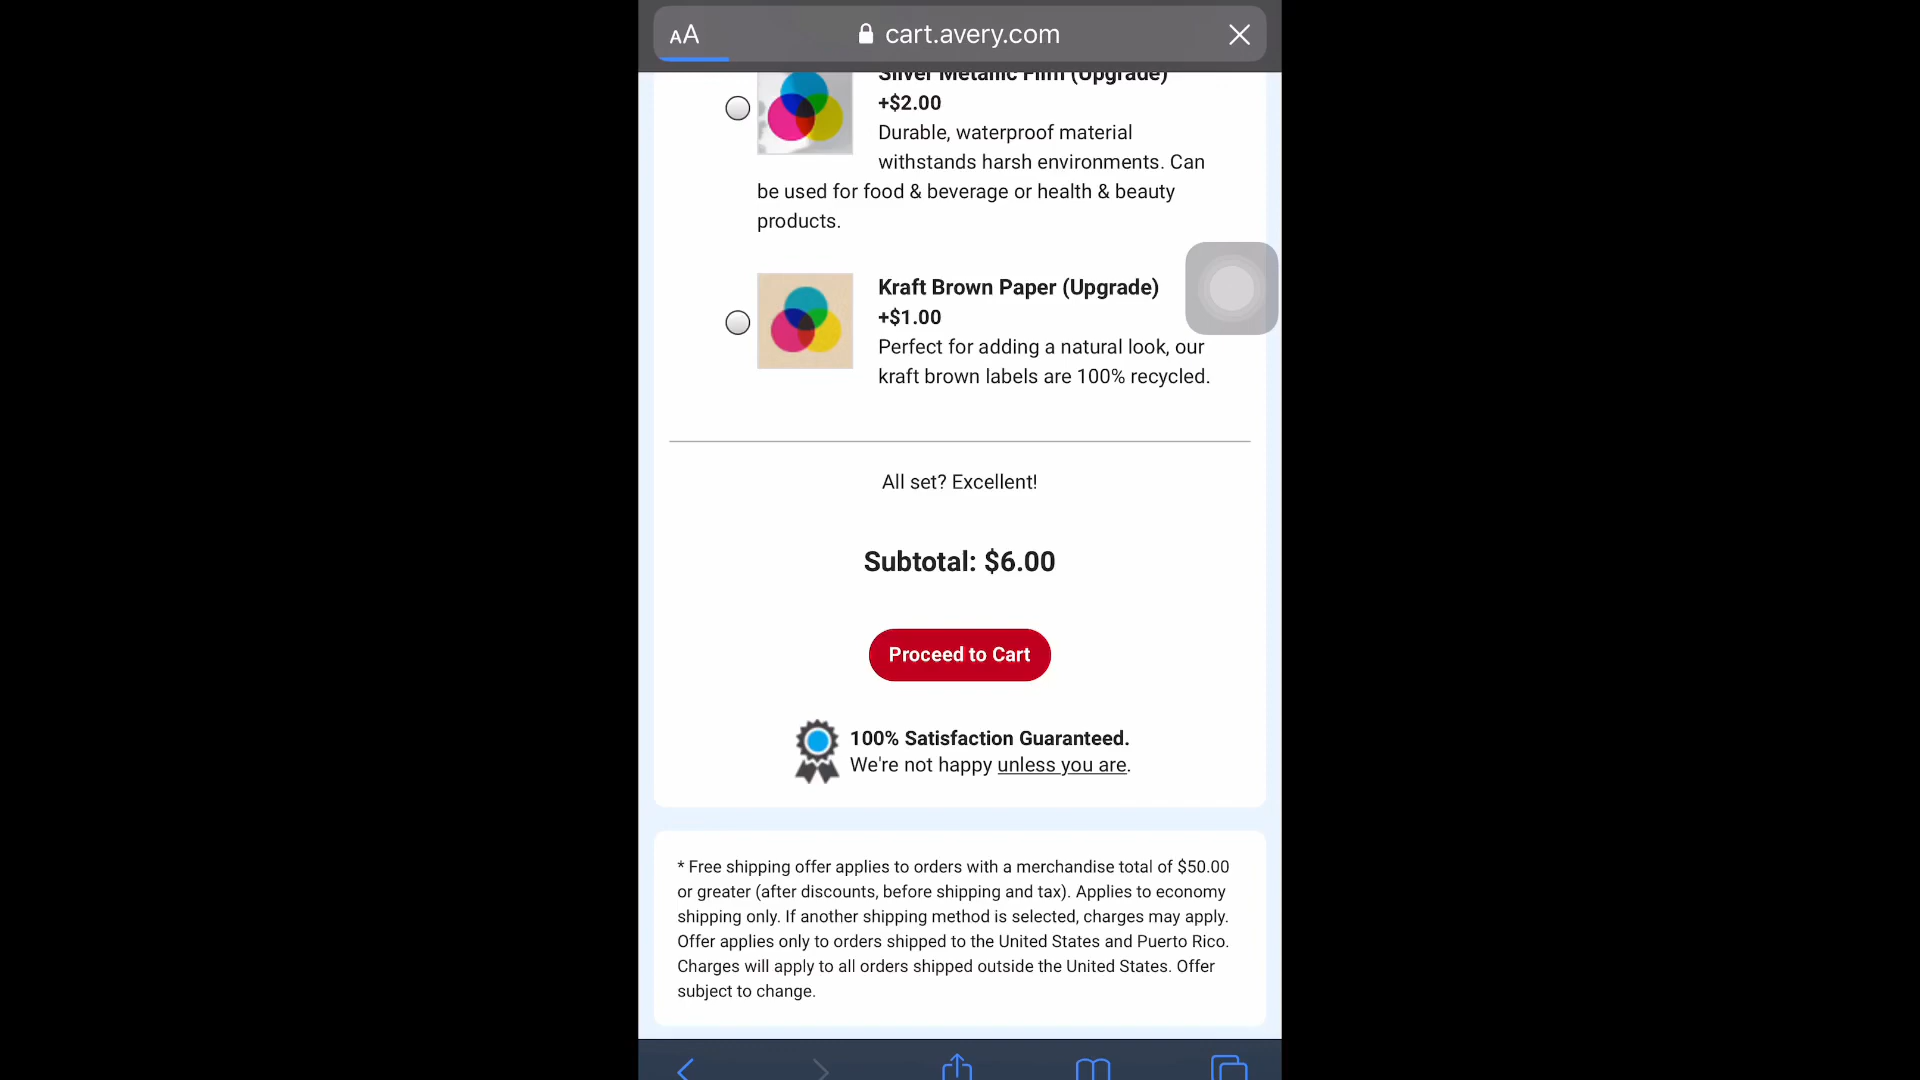 AA cart.avery.com
Silver Metallic Film (Upgrade)
+$2.00
Durable, waterproof material
withstands harsh environments. Can
be used for food & beverage or health & beauty
products.
Kraft Brown Paper (Upgrade)
+$1.00
Perfect for adding a natural look, our
kraft brown labels are 100% recycled.
All set? Excellent!
Subtotal: $6.00
Proceed to Cart
100% Satisfaction Guaranteed.
We're not happy unless you are.
* Free shipping offer applies to orders with a merchandise total of $50.00
or greater (after discounts, before shipping and tax). Applies to economy
shipping only. If another shipping method is selected, charges may apply.
Offer applies only to orders shipped to the United States and Puerto Rico.
Charges will apply to all orders shipped outside the United States. Offer
subject to change.